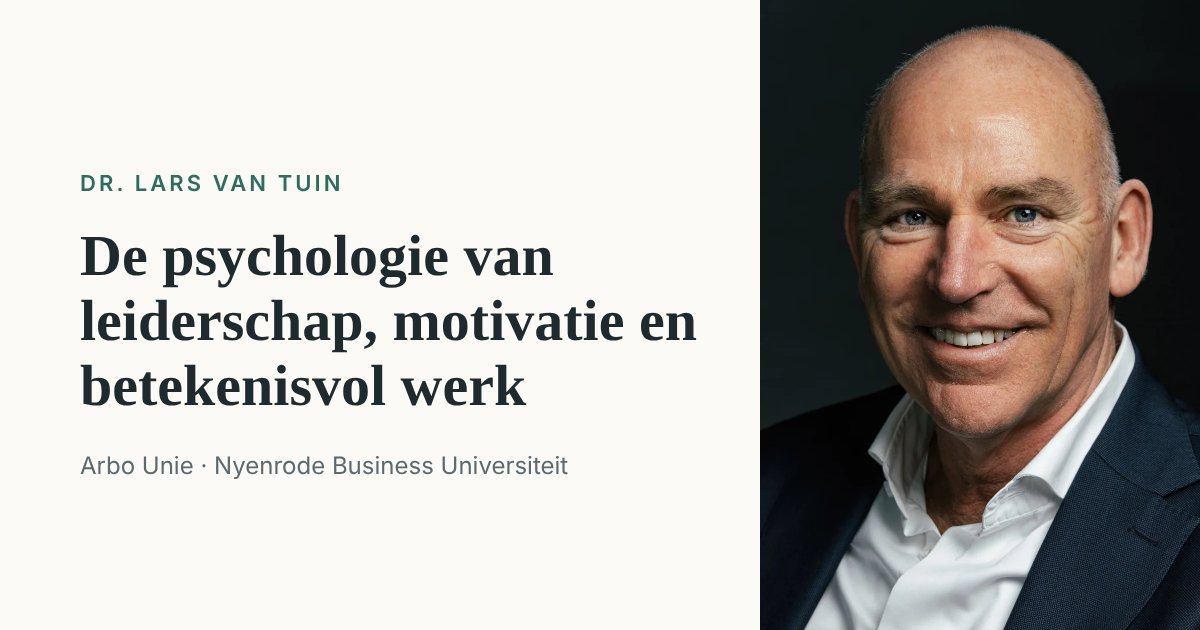 DR. LARS VAN TUIN
De psychologie van
leiderschap, motivatie en
betekenisvol werk
Arbo Unie · Nyenrode Business Universiteit